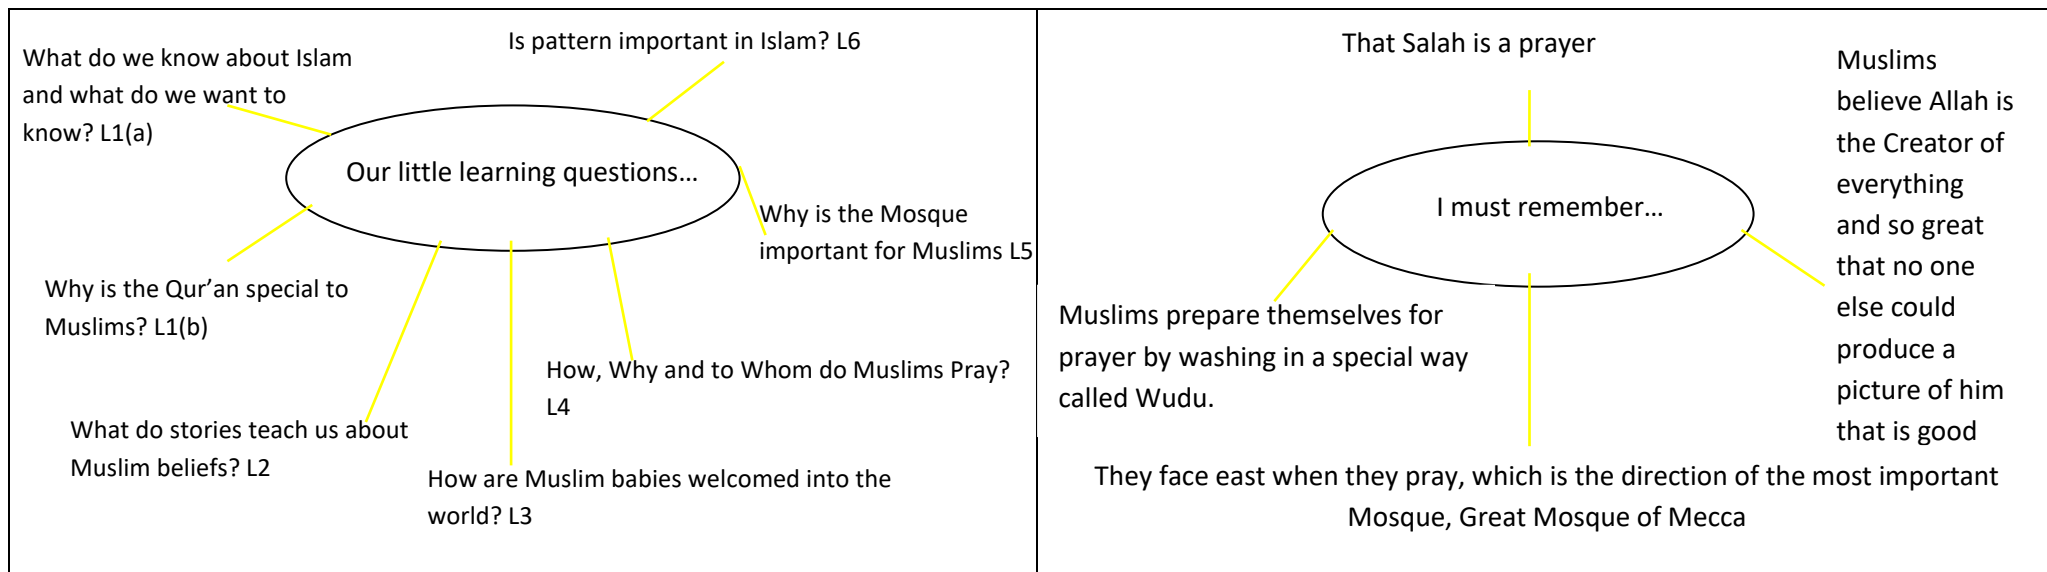 What do we know about Islam
and what do we want to
know? L1(a)
Is pattern important in Islam? L6
Our little learning questions…
Why is the Mosque
important for Muslims L5
Why is the Qur’an special to
Muslims? L1(b)
How, Why and to Whom do Muslims Pray?
L4
What do stories teach us about
Muslim beliefs? L2
How are Muslim babies welcomed into the
world? L3
That Salah is a prayer
I must remember…
Muslims
believe Allah is
the Creator of
everything
and so great
that no one
else could
produce a
picture of him
that is good
Muslims prepare themselves for
prayer by washing in a special way
called Wudu.
They face east when they pray, which is the direction of the most important
Mosque, Great Mosque of Mecca